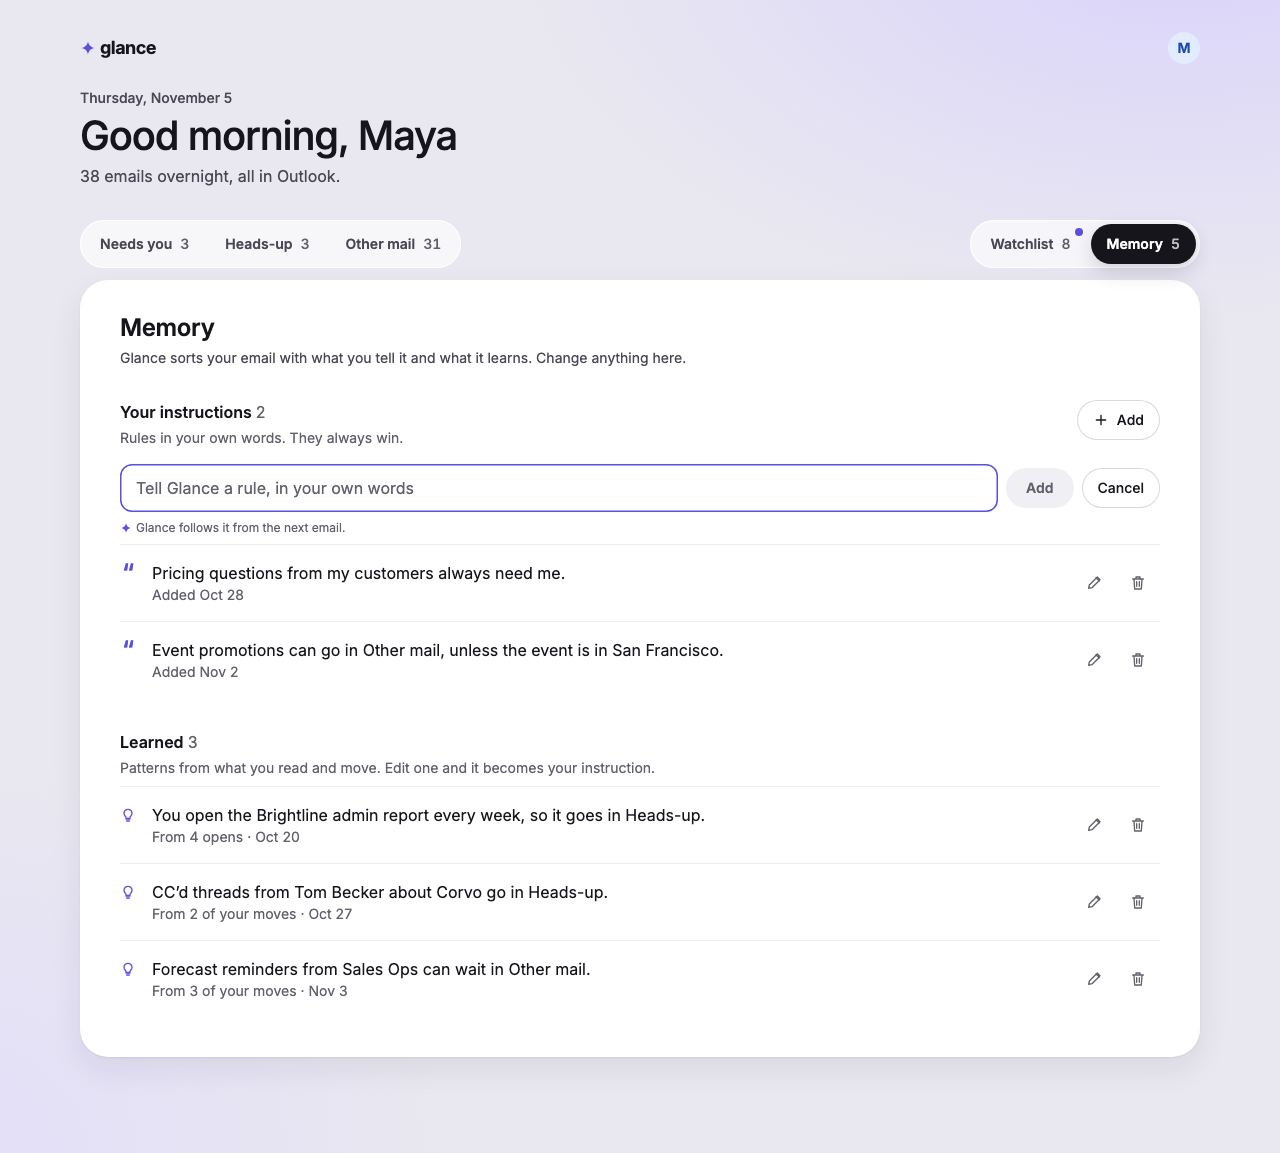 glance
M
Thursday, November 5
Good morning, Maya
38 emails overnight, all in Outlook.
Needs you 3
Heads-up 3
Other mail 31
Watchlist 8
Memory 5
Memory
Glance sorts your email with what you tell it and what it learns. Change anything here.
Your instructions 2
Rules in your own words. They always win.
+ Add
Tell Glance a rule, in your own words
Add
Cancel
Glance follows it from the next email.
Pricing questions from my customers always need me.
Added Oct 28
Event promotions can go in Other mail, unless the event is in San Francisco.
Added Nov 2
Learned 3
Patterns from what you read and move. Edit one and it becomes your instruction.
You open the Brightline admin report every week, so it goes in Heads-up.
From 4 opens · Oct 20
CC’d threads from Tom Becker about Corvo go in Heads-up.
From 2 of your moves · Oct 27
Forecast reminders from Sales Ops can wait in Other mail.
From 3 of your moves · Nov 3